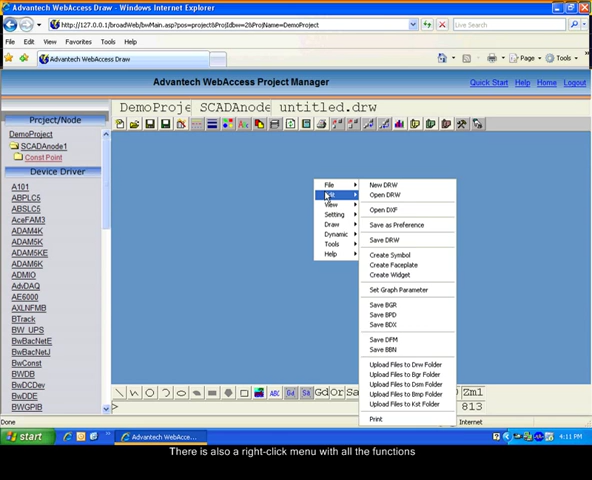 Advantech WebAccess Draw
http://127.0.0.1/broadWeb/bwMain.asp?pos=project&ProjIdbw=2&ProjName=DemoProject
File Edit View Favorites Tools Help
Advantech WebAccess Draw
Page Tools
Advantech WebAccess Project Manager
Quick Start Help Home Logout
Project/Node
DemoProject
SCADAnode1
Const Point
Device Driver
A101
ABPLC5
ABSLC5
AceFAM3
ADAM4K
ADAM5K
ADAM5KE
ADAM6K
ADMIO
AdvDAQ
AE6000
AXLNFMB
BTrack
BW_UPS
BwBacNetE
BwBacNetJ
BwConst
BWDB
BwDCDev
BwDDE
BWGPIB
DemoProje SCADAnode untitled.drw
File
View
Setting
Draw
Dynamic
Tools
Help
New DRW
Open DRW
Open DXF
Save as Preference
Save DRW
Create Symbol
Create Faceplate
Create Widget
Set Graph Parameter
Save BGR
Save BPD
Save BDX
Save DFM
Save BBN
Upload Files to Drw Folder
Upload Files to Bgr Folder
Upload Files to Dsm Folder
Upload Files to Bmp Folder
Upload Files to Kst Folder
Print
ABC Gd Sn Gd Or Sn Zm1
> 813
Done Internet
start Advantech WebAcce... 4:11 PM
There is also a right-click menu with all the functions